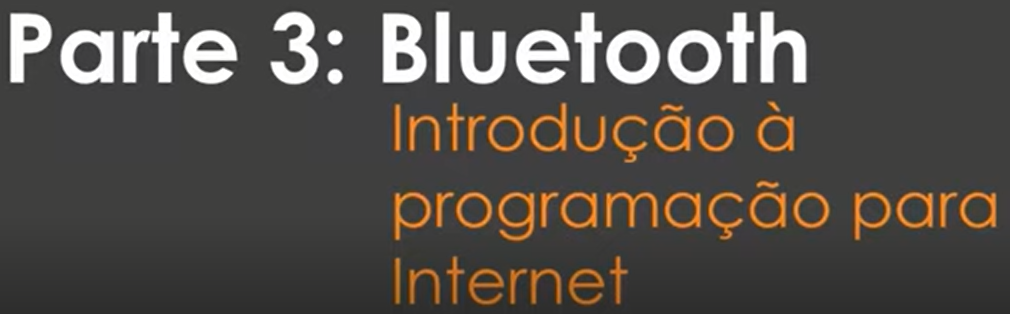 Parte 3: Bluetooth
Introdução à
programação para
Internet